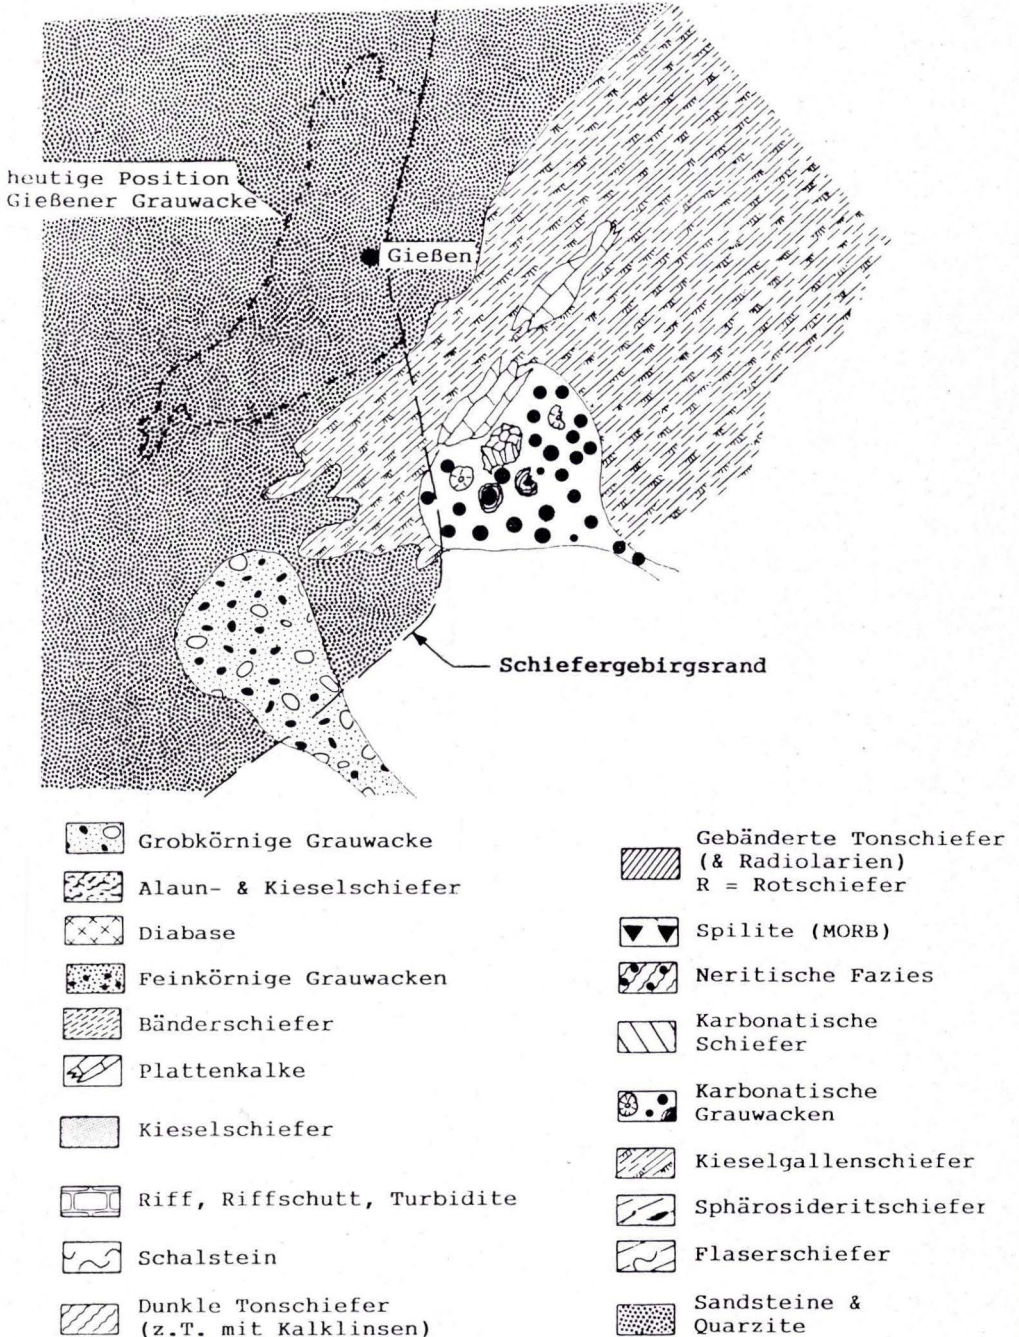 heutige Position
Gießener Grauwacke
Gießen
Schiefergebirgsrand
Grobkörnige Grauwacke
Alaun- & Kieselschiefer
Diabase
Feinkörnige Grauwacken
Bänderschiefer
Plattenkalke
Kieselschiefer
Riff, Riffschutt, Turbidite
Schalstein
Dunkle Tonschiefer
(z.T. mit Kalklinsen)
Gebänderte Tonschiefer
(& Radiolarien)
R = Rotschiefer
Spilite (MORB)
Neritische Fazies
Karbonatische
Schiefer
Karbonatische
Grauwacken
Kieselgallenschiefer
Sphärosideritschiefer
Flaserschiefer
Sandsteine &
Quarzite